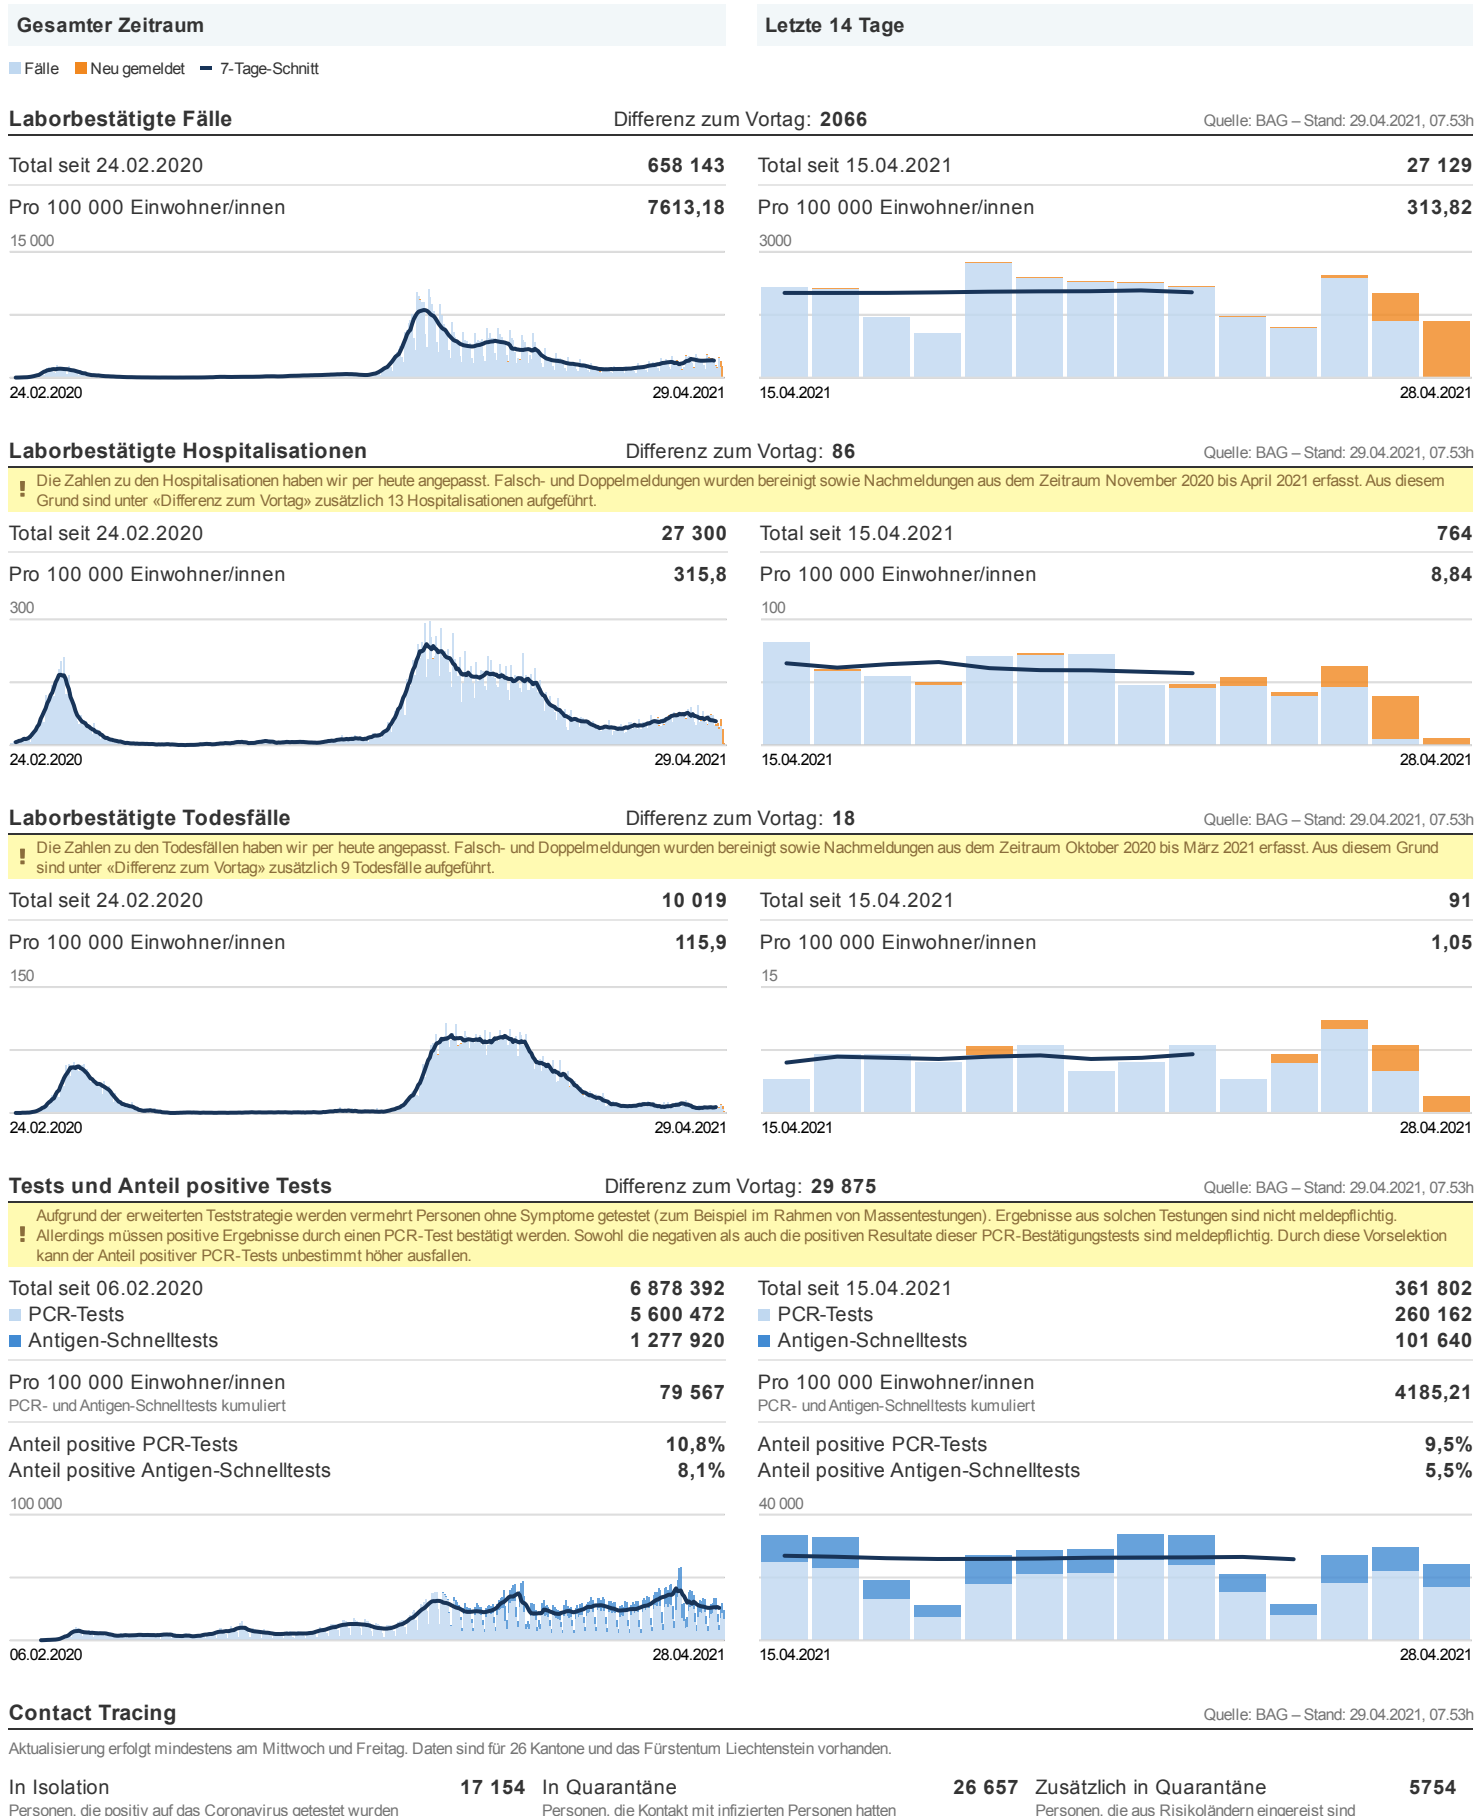 Gesamter Zeitraum
Letzte 14 Tage
Fälle Neu gemeldet 7-Tage-Schnitt
Laborbestätigte Fälle Differenz zum Vortag: 2066 Quelle: BAG – Stand: 29.04.2021, 07.53h
Total seit 24.02.2020 658 143
Total seit 15.04.2021 27 129
Pro 100 000 Einwohner/innen 7613,18
Pro 100 000 Einwohner/innen 313,82
15 000
3000
24.02.2020 29.04.2021
15.04.2021 28.04.2021
Laborbestätigte Hospitalisationen Differenz zum Vortag: 86 Quelle: BAG – Stand: 29.04.2021, 07.53h
! Die Zahlen zu den Hospitalisationen haben wir per heute angepasst. Falsch- und Doppelmeldungen wurden bereinigt sowie Nachmeldungen aus dem Zeitraum November 2020 bis April 2021 erfasst. Aus diesem
Grund sind unter «Differenz zum Vortag» zusätzlich 13 Hospitalisationen aufgeführt.
Total seit 24.02.2020 27 300
Total seit 15.04.2021 764
Pro 100 000 Einwohner/innen 315,8
Pro 100 000 Einwohner/innen 8,84
300
100
24.02.2020 29.04.2021
15.04.2021 28.04.2021
Laborbestätigte Todesfälle Differenz zum Vortag: 18 Quelle: BAG – Stand: 29.04.2021, 07.53h
! Die Zahlen zu den Todesfällen haben wir per heute angepasst. Falsch- und Doppelmeldungen wurden bereinigt sowie Nachmeldungen aus dem Zeitraum Oktober 2020 bis März 2021 erfasst. Aus diesem Grund
sind unter «Differenz zum Vortag» zusätzlich 9 Todesfälle aufgeführt.
Total seit 24.02.2020 10 019
Total seit 15.04.2021 91
Pro 100 000 Einwohner/innen 115,9
Pro 100 000 Einwohner/innen 1,05
150
15
24.02.2020 29.04.2021
15.04.2021 28.04.2021
Tests und Anteil positive Tests Differenz zum Vortag: 29 875 Quelle: BAG – Stand: 29.04.2021, 07.53h
Aufgrund der erweiterten Teststrategie werden vermehrt Personen ohne Symptome getestet (zum Beispiel im Rahmen von Massentestungen). Ergebnisse aus solchen Testungen sind nicht meldepflichtig.
! Allerdings müssen positive Ergebnisse durch einen PCR-Test bestätigt werden. Sowohl die negativen als auch die positiven Resultate dieser PCR-Bestätigungstests sind meldepflichtig. Durch diese Vorselektion
kann der Anteil positiver PCR-Tests unbestimmt höher ausfallen.
Total seit 06.02.2020 6 878 392
PCR-Tests 5 600 472
Antigen-Schnelltests 1 277 920
Total seit 15.04.2021 361 802
PCR-Tests 260 162
Antigen-Schnelltests 101 640
Pro 100 000 Einwohner/innen 79 567
PCR- und Antigen-Schnelltests kumuliert
Pro 100 000 Einwohner/innen 4185,21
PCR- und Antigen-Schnelltests kumuliert
Anteil positive PCR-Tests 10,8%
Anteil positive Antigen-Schnelltests 8,1%
Anteil positive PCR-Tests 9,5%
Anteil positive Antigen-Schnelltests 5,5%
100 000
40 000
06.02.2020 28.04.2021
15.04.2021 28.04.2021
Contact Tracing Quelle: BAG – Stand: 29.04.2021, 07.53h
Aktualisierung erfolgt mindestens am Mittwoch und Freitag. Daten sind für 26 Kantone und das Fürstentum Liechtenstein vorhanden.
In Isolation 17 154
Personen, die positiv auf das Coronavirus getestet wurden
In Quarantäne 26 657
Personen, die Kontakt mit infizierten Personen hatten
Zusätzlich in Quarantäne 5754
Personen, die aus Risikoländern eingereist sind